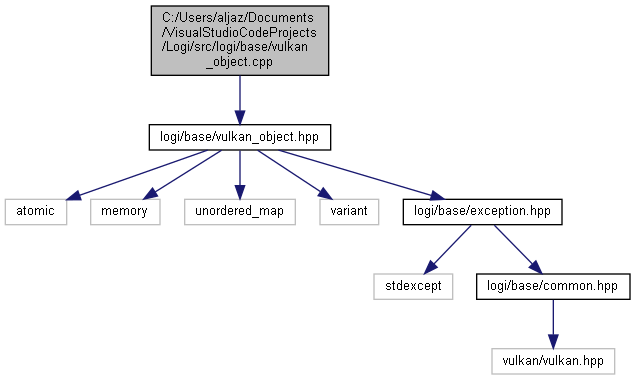 C:/Users/aljaz/Documents
/VisualStudioCodeProjects
/Logi/src/logi/base/vulkan
_object.cpp
logi/base/vulkan_object.hpp
atomic
memory
unordered_map
variant
logi/base/exception.hpp
stdexcept
logi/base/common.hpp
vulkan/vulkan.hpp